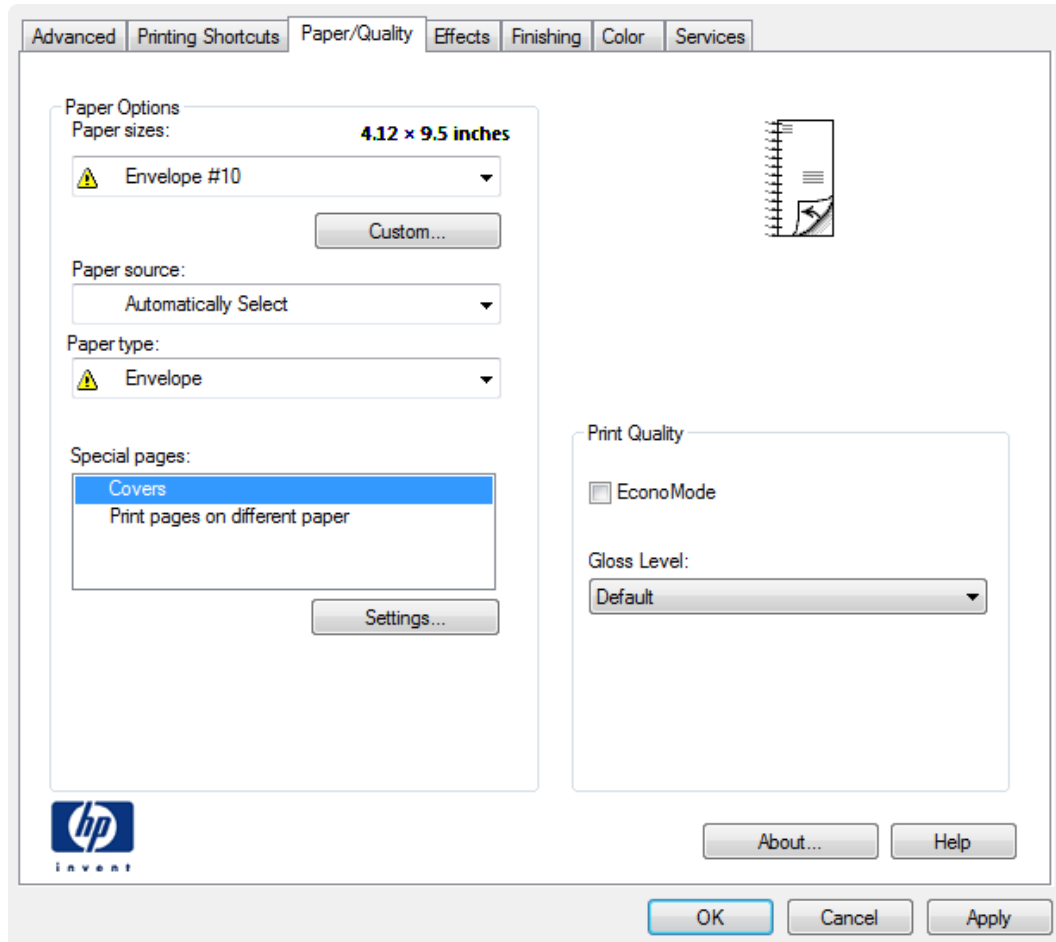 Advanced Printing Shortcuts Paper/Quality Effects Finishing Color Services
Paper Options
Paper sizes: 4.12 × 9.5 inches
Envelope #10
Custom...
Paper source:
Automatically Select
Paper type:
Envelope
Special pages:
Covers
Print pages on different paper
Settings...
Print Quality
EconoMode
Gloss Level:
Default
hp
invent
About... Help
OK Cancel Apply